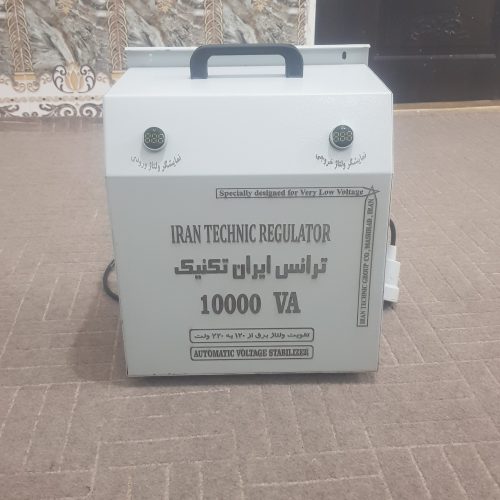 نمایشگر ولتاژ ورودی
نمایشگر ولتاژ خروجی
Specially designed for Very Low Voltage
IRAN TECHNIC REGULATOR
ترانس ایران تکنیک
10000 VA
تقویت ولتاژ برق از ۱۲۰ به ۲۲۰ ولت
AUTOMATIC VOLTAGE STABILIZER
IRAN TECHNIC GROUP CO, MASHHAD, IRAN